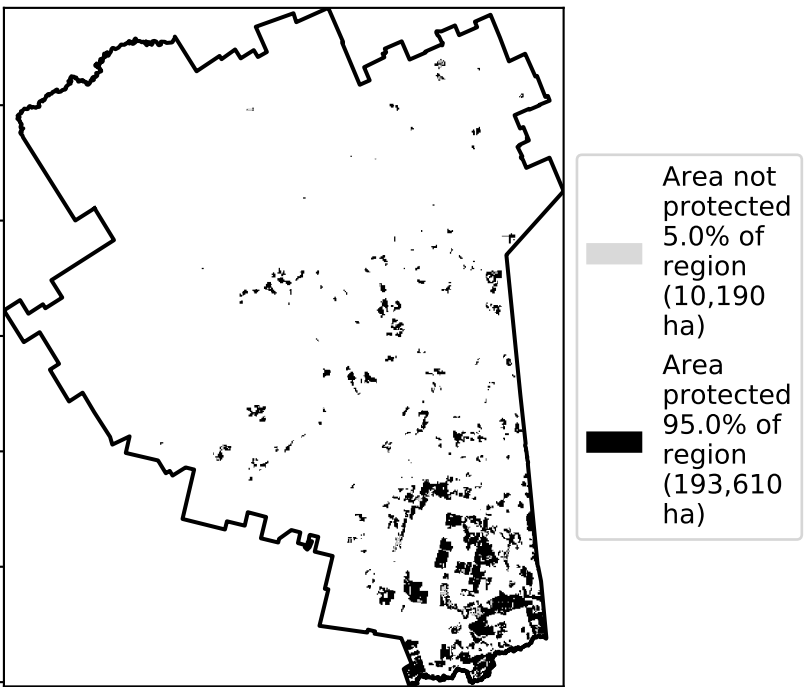 Area not
protected
5.0% of
region
(10,190
ha)
Area
protected
95.0% of
region
(193,610
ha)